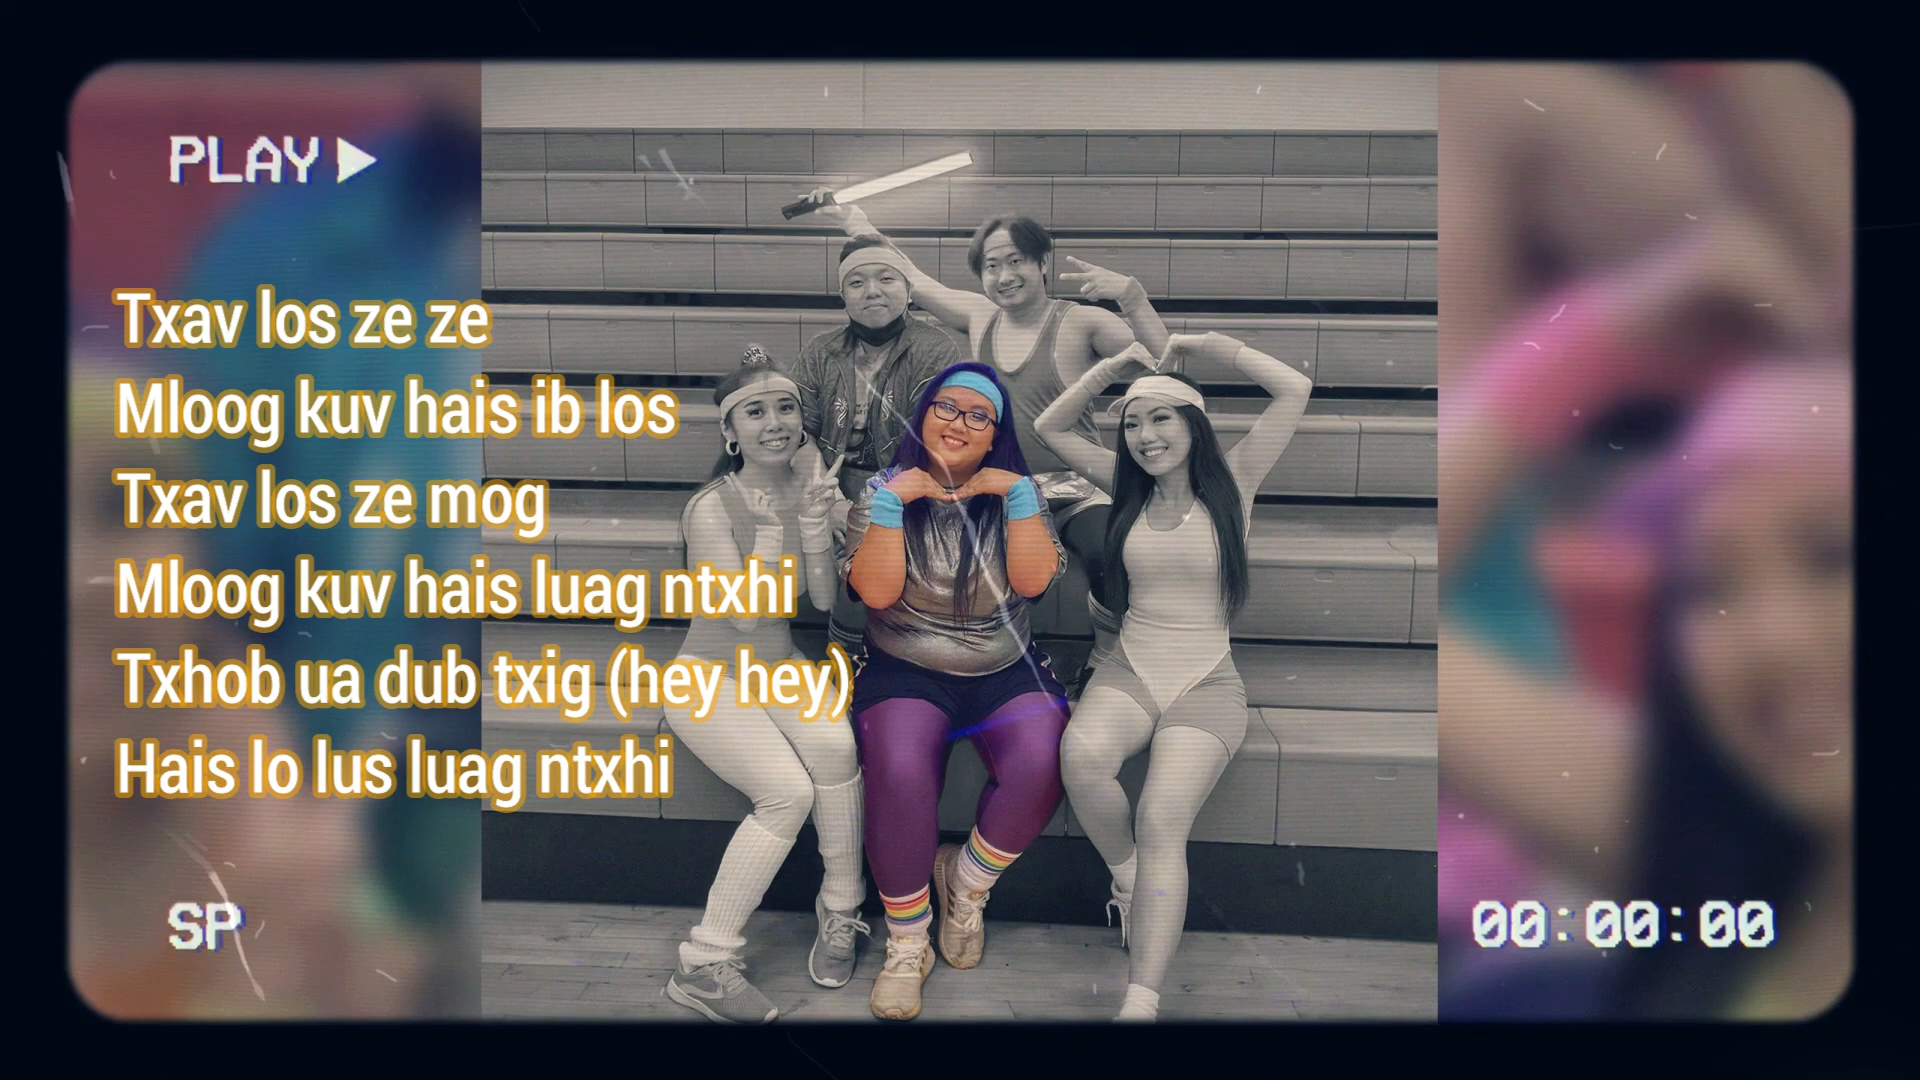 PLAY
Txav los ze ze
Mloog kuv hais ib los
Txav los ze mog
Mloog kuv hais luag ntxhi
Txhob ua dub txig (hey hey)
Hais lo lus luag ntxhi
SP
00:00:00